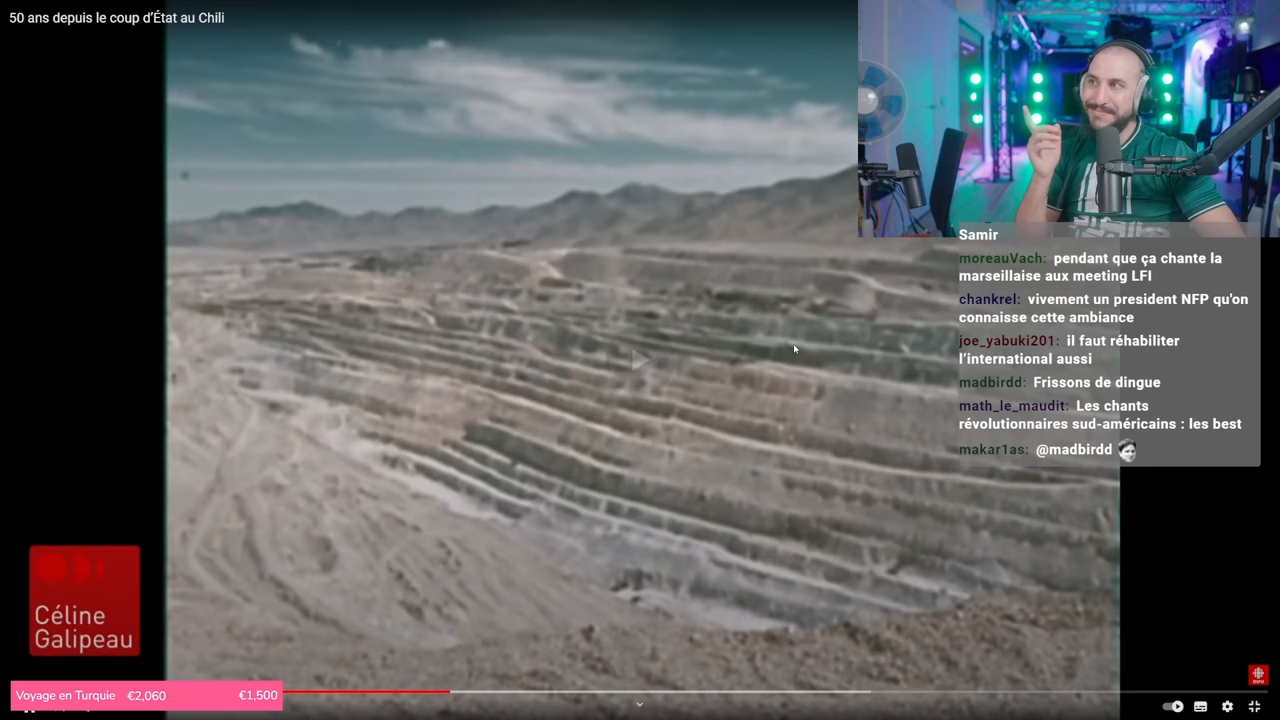 50 ans depuis le coup d'État au Chili
Samir
moreauVach: pendant que ça chante la
marseillaise aux meeting LFI
chankrel: vivement un president NFP qu'on
connaisse cette ambiance
joe_yabuki201: il faut réhabiliter
l'international aussi
madbirdd: Frissons de dingue
math_le_maudit: Les chants
révolutionnaires sud-américains : les best
makar1as: @madbirdd
Céline
Galipeau
Voyage en Turquie €2,060 €1,500